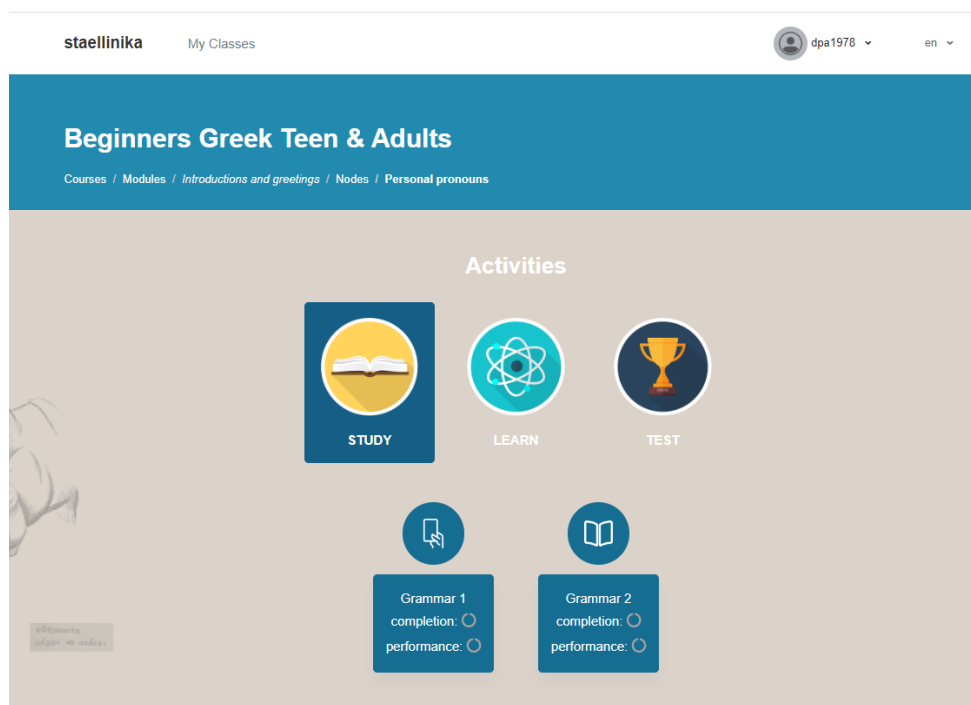 staellinika My Classes dpa1978 en
Beginners Greek Teen & Adults
Courses / Modules / Introductions and greetings / Nodes / Personal pronouns
Activities
STUDY LEARN TEST
Grammar 1 Grammar 2
completion: completion:
performance: performance: